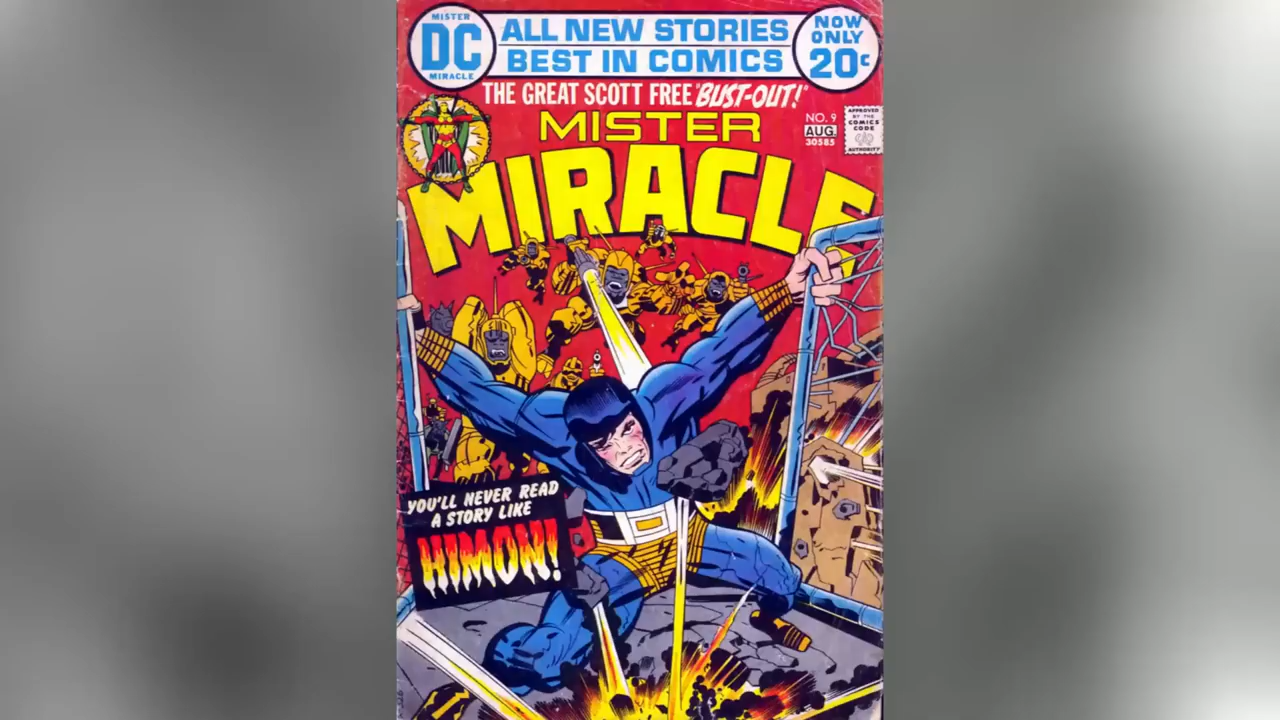 MISTER
DC
MIRACLE
ALL NEW STORIES
BEST IN COMICS
NOW
ONLY
20¢
THE GREAT SCOTT FREE "BUST-OUT!"
MISTER
MIRACLE
NO. 9
AUG.
30585
APPROVED
BY THE
COMICS
CODE
AUTHORITY
YOU'LL NEVER READ
A STORY LIKE
HIMON!